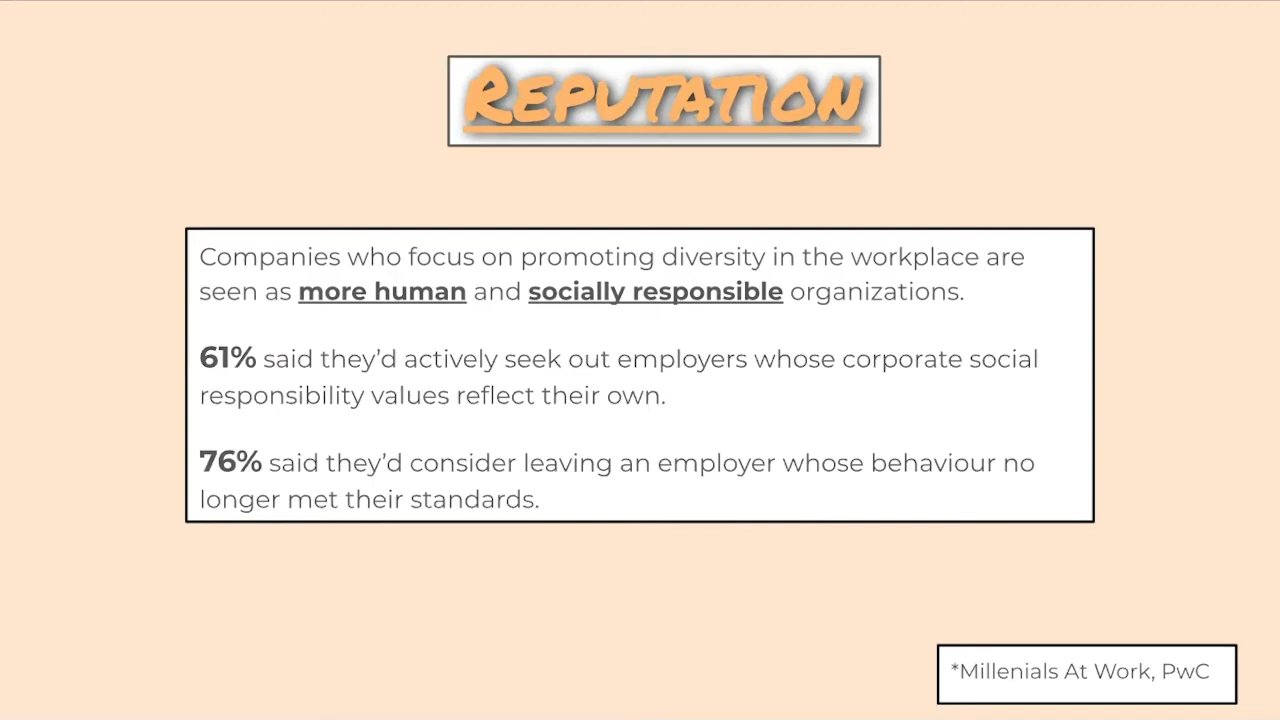 REPUTATION
Companies who focus on promoting diversity in the workplace are
seen as more human and socially responsible organizations.
61% said they'd actively seek out employers whose corporate social
responsibility values reflect their own.
76% said they'd consider leaving an employer whose behaviour no
longer met their standards.
*Millenials At Work, PwC